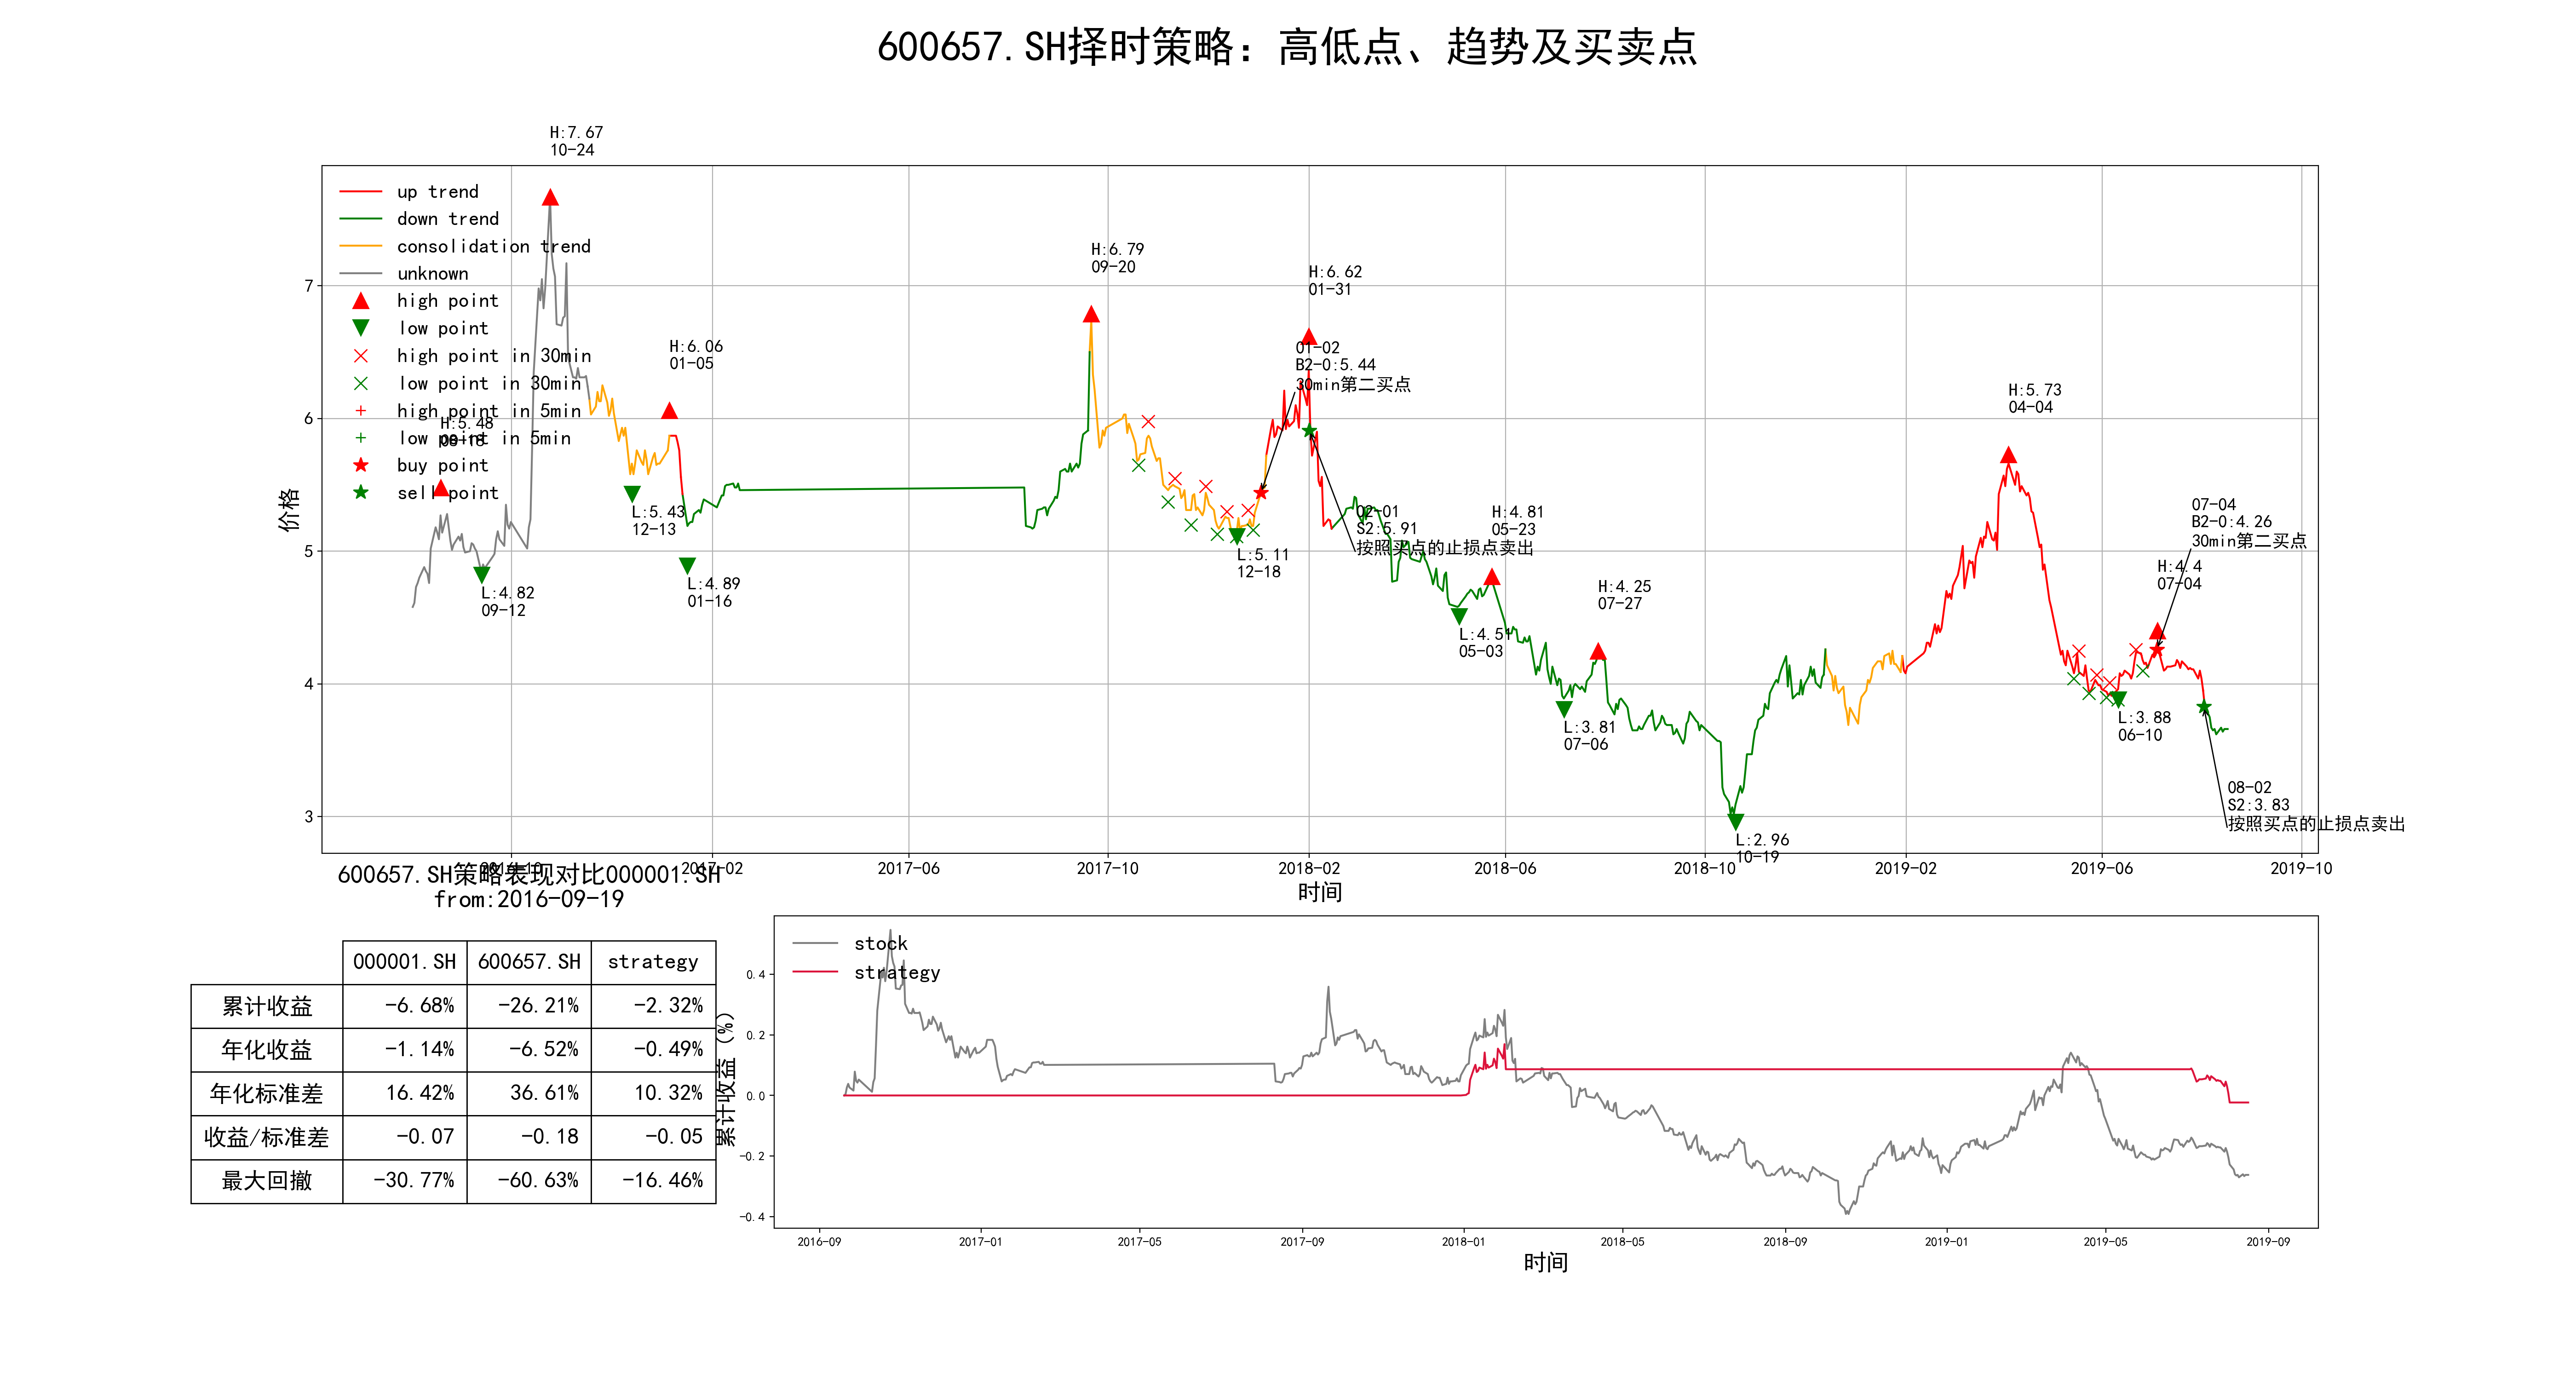 600657.SH择时策略: 高低点、趋势及买卖点
H:7.67
10-24
up trend
down trend
consolidation trend
unknown
high point
low point
high point in 30min
low point in 30min
high point in 5min
low point in 5min
buy point
sell point
H:5.48
L:4.82
09-12
L:5.43
12-13
H:6.06
01-05
L:4.89
01-16
H:6.79
09-20
L:5.11
12-18
H:6.62
01-31
01-02
B2-0:5.44
30min第二买点
02-01
S2:5.91
按照买点的止损点卖出
H:4.81
05-23
L:4.51
05-03
H:4.25
07-27
L:3.81
07-06
L:2.96
10-19
H:5.73
04-04
07-04
B2-0:4.26
30min第二买点
H:4.4
07-04
L:3.88
06-10
08-02
S2:3.83
按照买点的止损点卖出
价格
7
6
5
4
3
2016-10
2017-02
2017-06
2017-10
2018-02
2018-06
2018-10
2019-02
2019-06
2019-10
时间
600657.SH策略表现对比000001.SH
from:2016-09-19
000001.SH 600657.SH strategy
累计收益 -6.68% -26.21% -2.32%
年化收益 -1.14% -6.52% -0.49%
年化标准差 16.42% 36.61% 10.32%
收益/标准差 -0.07 -0.18 -0.05
最大回撤 -30.77% -60.63% -16.46%
stock
strategy
累计收益(%)
0.4
0.2
0.0
-0.2
-0.4
2016-09
2017-01
2017-05
2017-09
2018-01
2018-05
2018-09
2019-01
2019-05
2019-09
时间